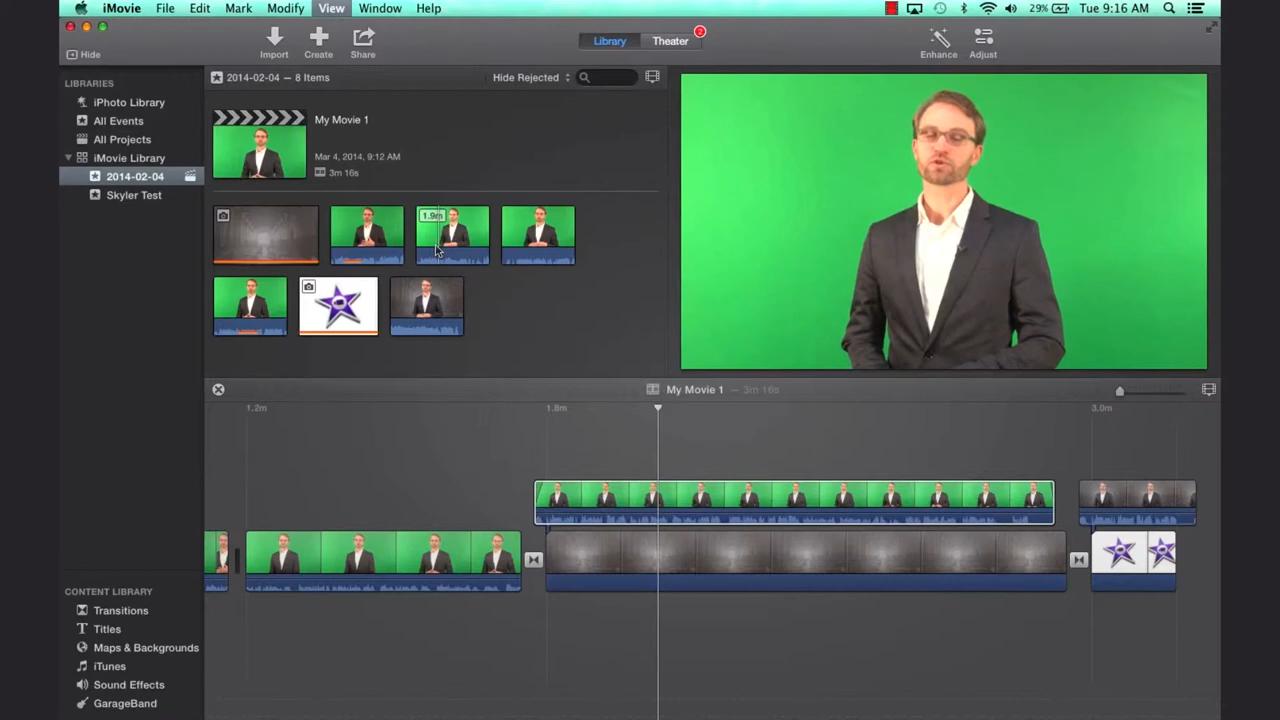 iMovie File Edit Mark Modify View Window Help 29% Tue 9:16 AM
Hide Import Create Share Library Theater 2 Enhance Adjust
LIBRARIES
iPhoto Library
All Events
All Projects
iMovie Library
2014-02-04
Skyler Test
2014-02-04 — 8 Items Hide Rejected
My Movie 1
Mar 4, 2014, 9:12 AM
3m 16s
1.9m
My Movie 1 — 3m 16s
1.2m 1.8m 3.0m
CONTENT LIBRARY
Transitions
Titles
Maps & Backgrounds
iTunes
Sound Effects
GarageBand